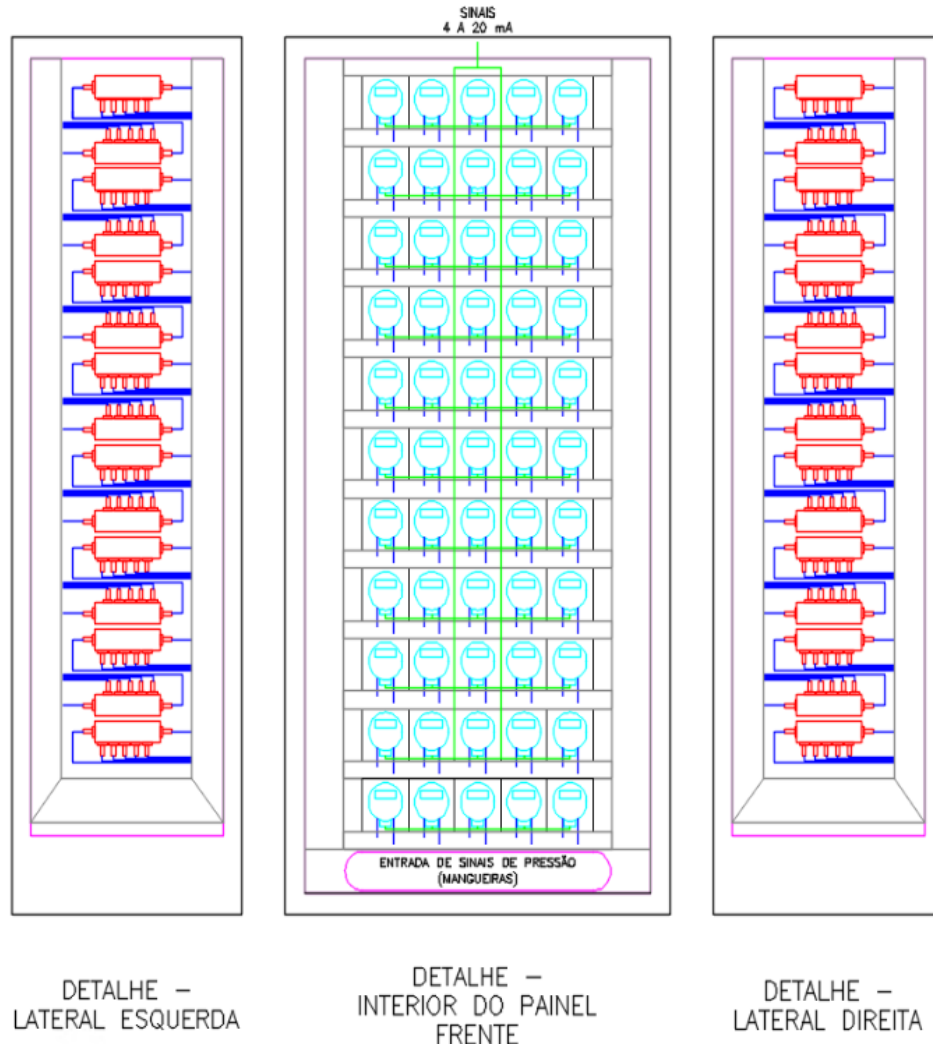 SINAIS
4 A 20 mA
ENTRADA DE SINAIS DE PRESSÃO
(MANGUEIRAS)
DETALHE –
LATERAL ESQUERDA
DETALHE –
INTERIOR DO PAINEL
FRENTE
DETALHE –
LATERAL DIREITA